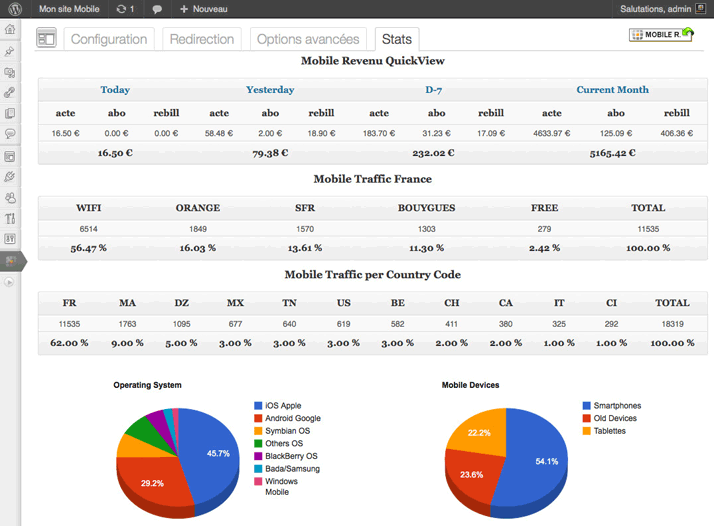 Mon site Mobile 1 + Nouveau Salutations, admin
Configuration Redirection Options avancées Stats MOBILE R.
Mobile Revenu QuickView
Today Yesterday D-7 Current Month
acte abo rebill acte abo rebill acte abo rebill acte abo rebill
16.50 € 0.00 € 0.00 € 58.48 € 2.00 € 18.90 € 183.70 € 31.23 € 17.09 € 4633.97 € 125.09 € 406.36 €
16.50 € 79.38 € 232.02 € 5165.42 €
Mobile Traffic France
WIFI ORANGE SFR BOUYGUES FREE TOTAL
6514 1849 1570 1303 279 11535
56.47 % 16.03 % 13.61 % 11.30 % 2.42 % 100.00 %
Mobile Traffic per Country Code
FR MA DZ MX TN US BE CH CA IT CI TOTAL
11535 1763 1095 677 640 619 582 411 380 325 292 18319
62.00 % 9.00 % 5.00 % 3.00 % 3.00 % 3.00 % 3.00 % 2.00 % 2.00 % 1.00 % 1.00 % 100.00 %
Operating System
45.7%
29.2%
iOS Apple
Android Google
Symbian OS
Others OS
BlackBerry OS
Bada/Samsung
Windows
Mobile
Mobile Devices
22.2%
54.1%
23.6%
Smartphones
Old Devices
Tablettes